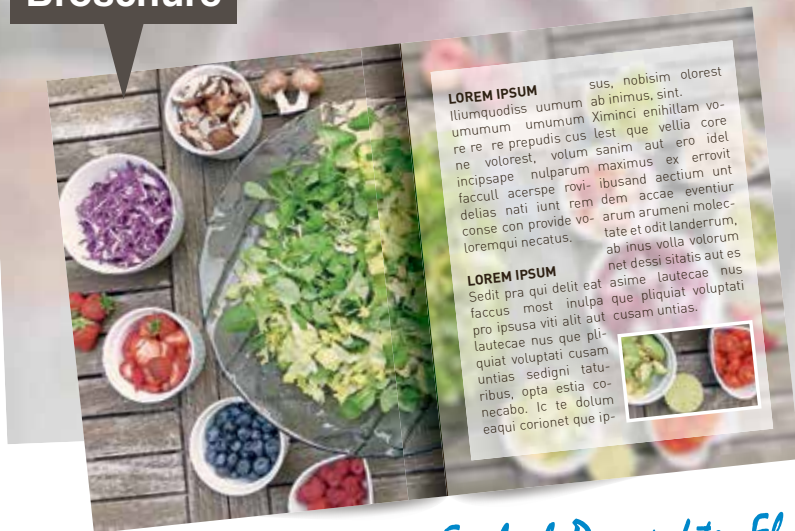 Broschüre
LOREM IPSUM
Iliumquodiss uumum
umumum umumum
re re re prepudis cus
ne volorest, volum
incipsape nulparum
faccull acerspe rovi-
delias nati iunt rem
conse con provide vo-
loremqui necatus.
LOREM IPSUM
Sedit pra qui delit eat
faccus most inulpa
pro ipsusa viti alit aut
lautecae nus que pli-
quiat voluptati cusam
untias sedigni tatu-
ribus, opta estia co-
necabo. Ic te dolum
eaqui corionet que ip-
sus, nobisim olorest
ab inimus, sint.
Ximinci enihillam vo-
lest que vellia core
sanim aut ero idel
maximus ex errovit
ibusand aectium unt
dem accae eventiur
arum arumeni molec-
tate et odit landerrum,
ab inus volla volorum
net dessi sitatis aut es
asime lautecae nus
que pliquiat voluptati
cusam untias.